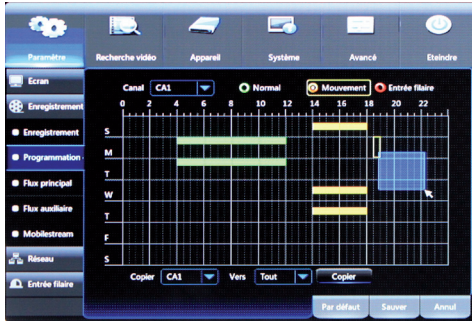 Paramètre Recherche vidéo Appareil Système Avancé Eteindre
Ecran
Enregistrement
Enregistrement
Programmation
Flux principal
Flux auxiliaire
Mobilestream
Réseau
Entrée filaire
Canal CA1 Normal Mouvement Entrée filaire
0 2 4 6 8 10 12 14 16 18 20 22
S
M
T
W
T
F
S
Copier CA1 Vers Tout Copier
Par défaut Sauver Annul